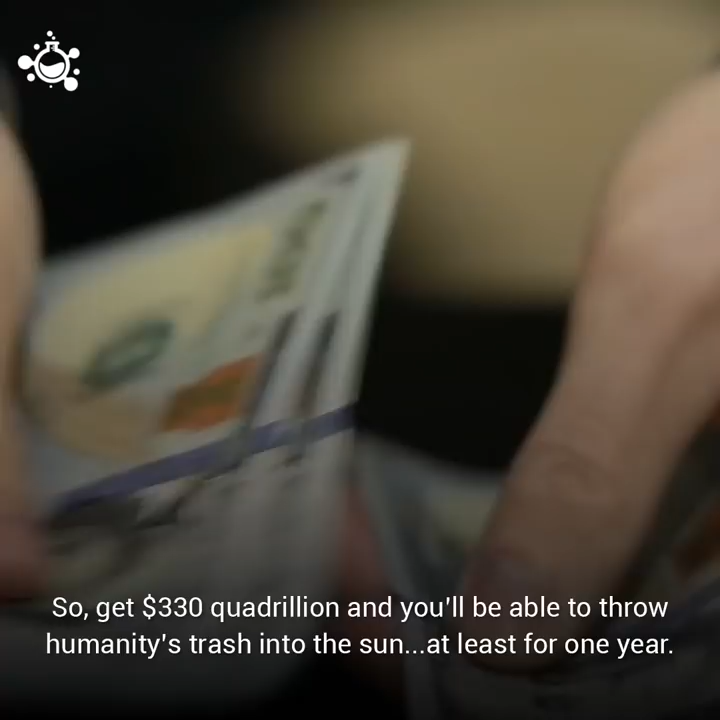 So, get $330 quadrillion and you'll be able to throw
humanity's trash into the sun...at least for one year.